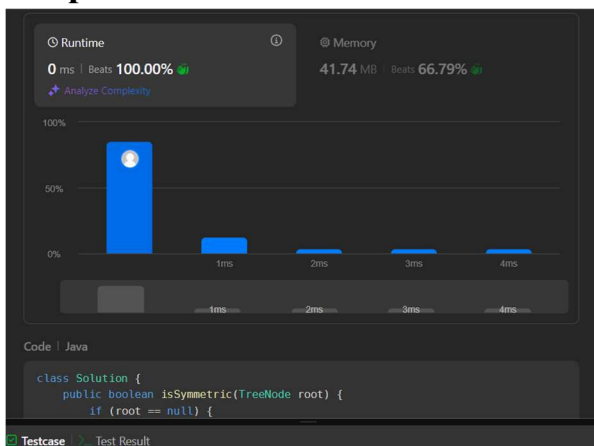 Runtime
0 ms | Beats 100.00%
Analyze Complexity
Memory
41.74 MB | Beats 66.79%
100%
50%
0%
1ms 2ms 3ms 4ms
1ms 2ms 3ms 4ms
Code | Java
class Solution {
public boolean isSymmetric(TreeNode root) {
if (root == null) {
Testcase | >_ Test Result